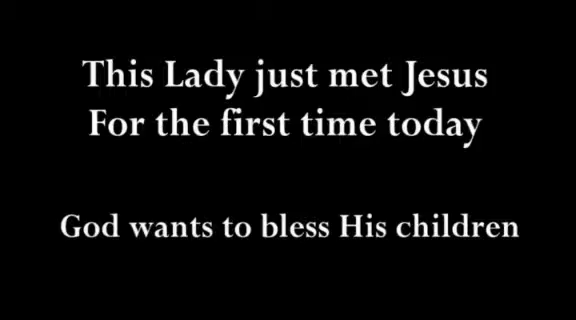 This Lady just met Jesus
For the first time today
God wants to bless His children